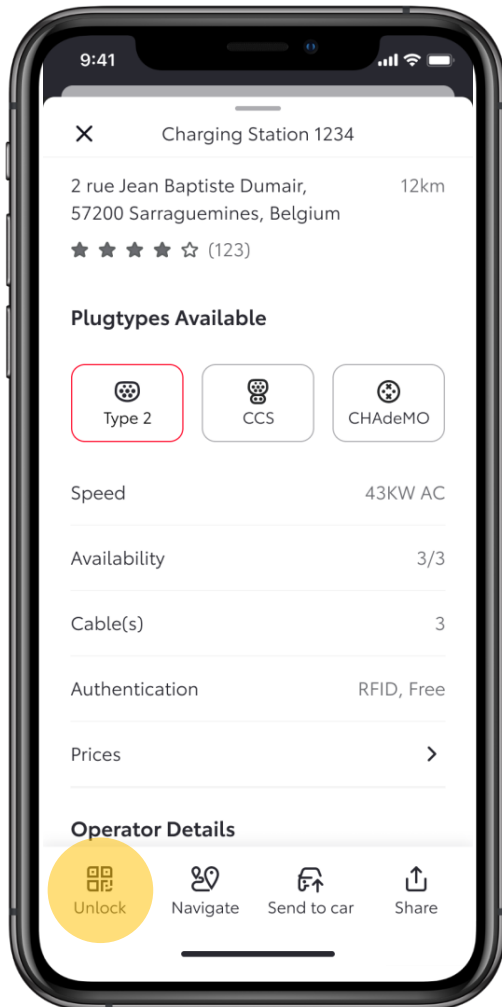 9:41
Charging Station 1234
2 rue Jean Baptiste Dumair, 12km
57200 Sarraguemines, Belgium
(123)
Plugtypes Available
Type 2 CCS CHAdeMO
Speed 43KW AC
Availability 3/3
Cable(s) 3
Authentication RFID, Free
Prices
Operator Details
Unlock Navigate Send to car Share